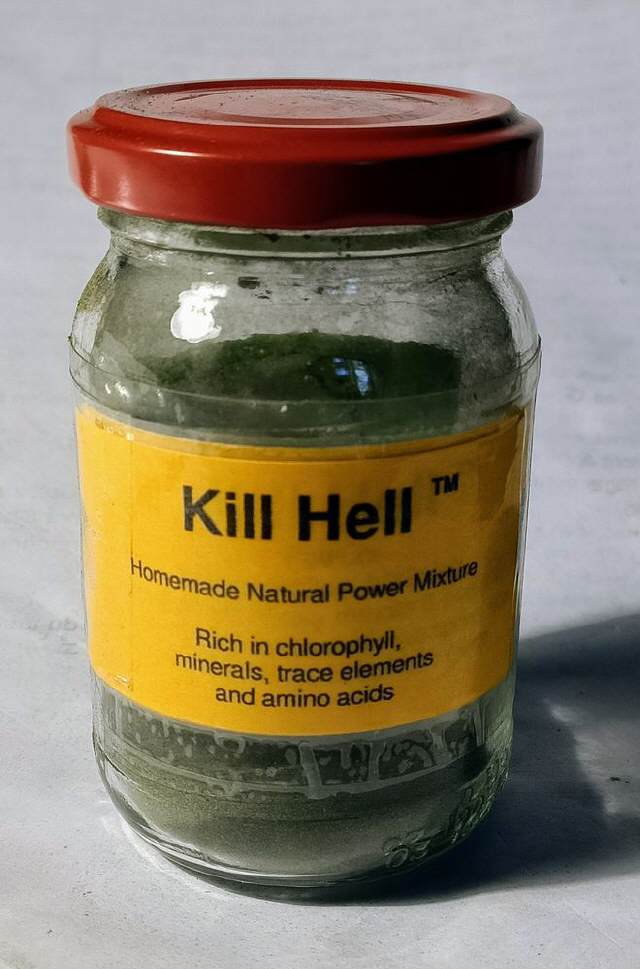 Kill Hell ™
Homemade Natural Power Mixture
Rich in chlorophyll,
minerals, trace elements
and amino acids